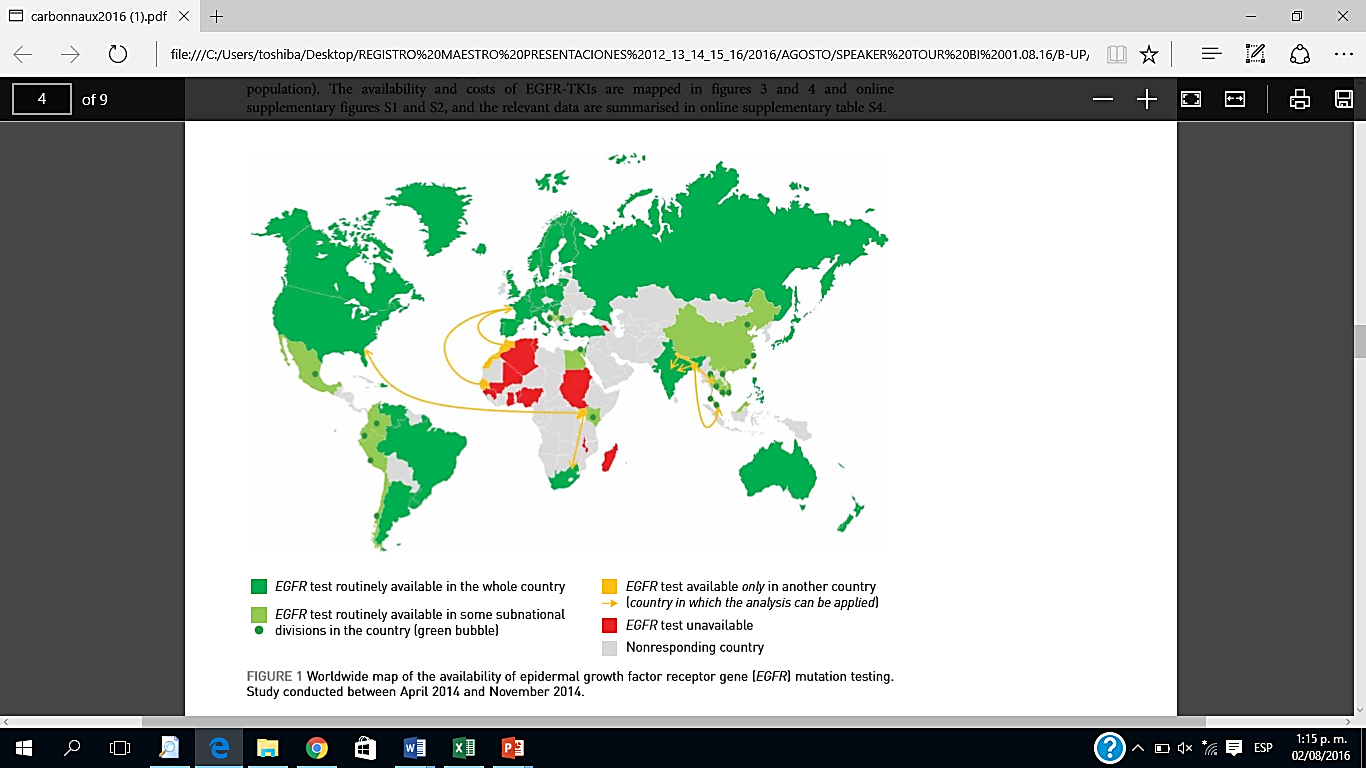 carbonnaux2016 (1).pdf
file:///C:/Users/toshiba/Desktop/REGISTRO%20MAESTRO%20PRESENTACIONES%2012_13_14_15_16/2016/AGOSTO/SPEAKER%20TOUR%20BI%2001.08.16/B-UP/
4 of 9
population). The availability and costs of EGFR-TKIs are mapped in figures 3 and 4 and online
supplementary figures S1 and S2, and the relevant data are summarised in online supplementary table S4.
EGFR test routinely available in the whole country
EGFR test routinely available in some subnational
divisions in the country (green bubble)
EGFR test available only in another country
(country in which the analysis can be applied)
EGFR test unavailable
Nonresponding country
FIGURE 1 Worldwide map of the availability of epidermal growth factor receptor gene (EGFR) mutation testing.
Study conducted between April 2014 and November 2014.
ESP
1:15 p. m.
02/08/2016